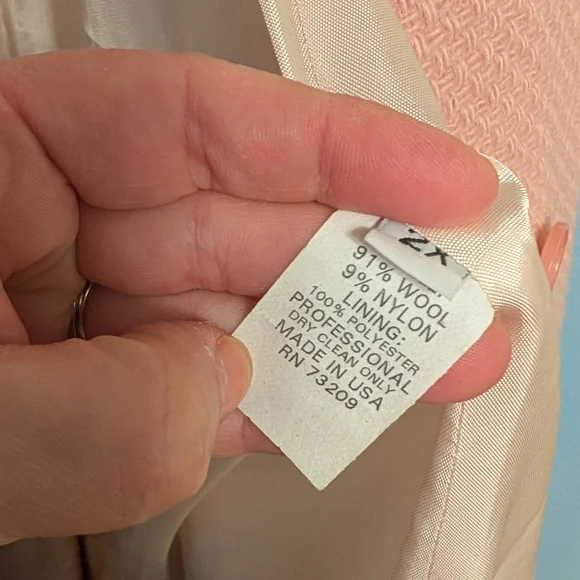 2X
91% WOOL
9% NYLON
LINING:
100% POLYESTER
PROFESSIONAL
DRY CLEAN ONLY
MADE IN USA
RN 73209